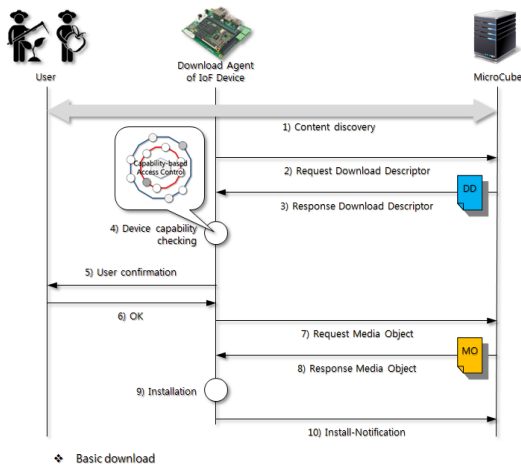 User
Download Agent
of IoF Device
MicroCube
1) Content discovery
Capability-based
Access Control
2) Request Download Descriptor
DD
3) Response Download Descriptor
4) Device capability
checking
5) User confirmation
6) OK
7) Request Media Object
MO
8) Response Media Object
9) Installation
10) Install-Notification
❖ Basic download